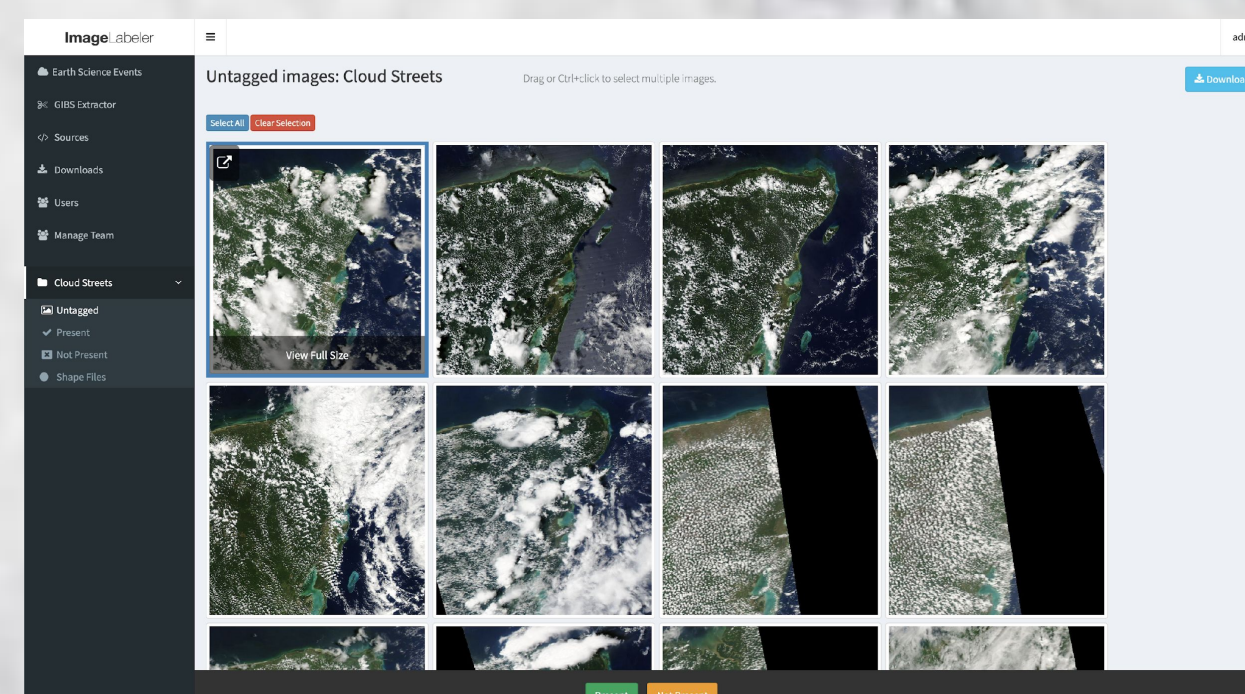 ImageLabeler
Earth Science Events
GIBS Extractor
Sources
Downloads
Users
Manage Team
Cloud Streets
Untagged
Present
Not Present
Shape Files
Untagged images: Cloud Streets
Drag or Ctrl+click to select multiple images.
Select All
Clear Selection
View Full Size